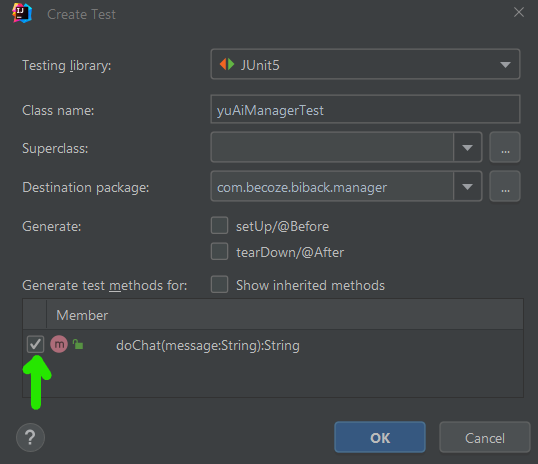 Create Test
Testing library: JUnit5
Class name: yuAiManagerTest
Superclass: ...
Destination package: com.becoze.biback.manager ...
Generate: setUp/@Before
tearDown/@After
Generate test methods for: Show inherited methods
Member
m doChat(message:String):String
? OK Cancel